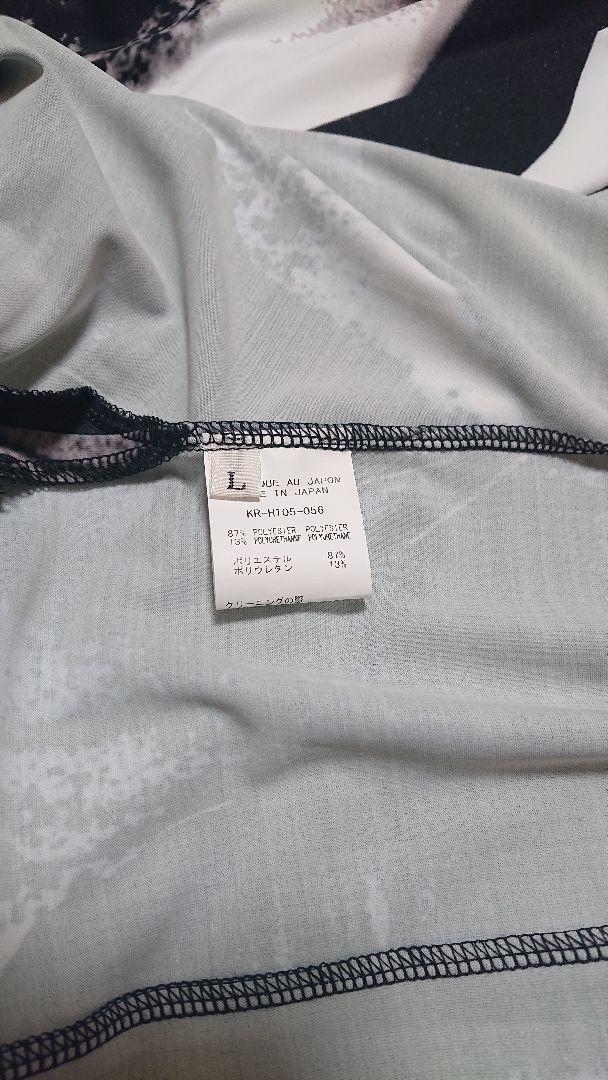 L
QUE AU JAPON
E IN JAPAN
KR-H105-056
87% POLYESTER POLYESTER
13% POLYURETHANE POLYURETHANE
ポリエステル 87%
ポリウレタン 13%
クリーニングの際